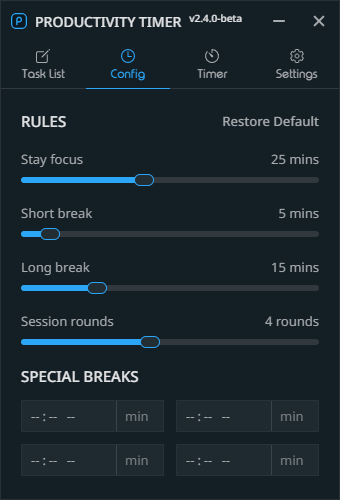 P PRODUCTIVITY TIMER v2.4.0-beta
Task List Config Timer Settings
RULES Restore Default
Stay focus 25 mins
Short break 5 mins
Long break 15 mins
Session rounds 4 rounds
SPECIAL BREAKS
--:-- -- min --:-- -- min
--:-- -- min --:-- -- min